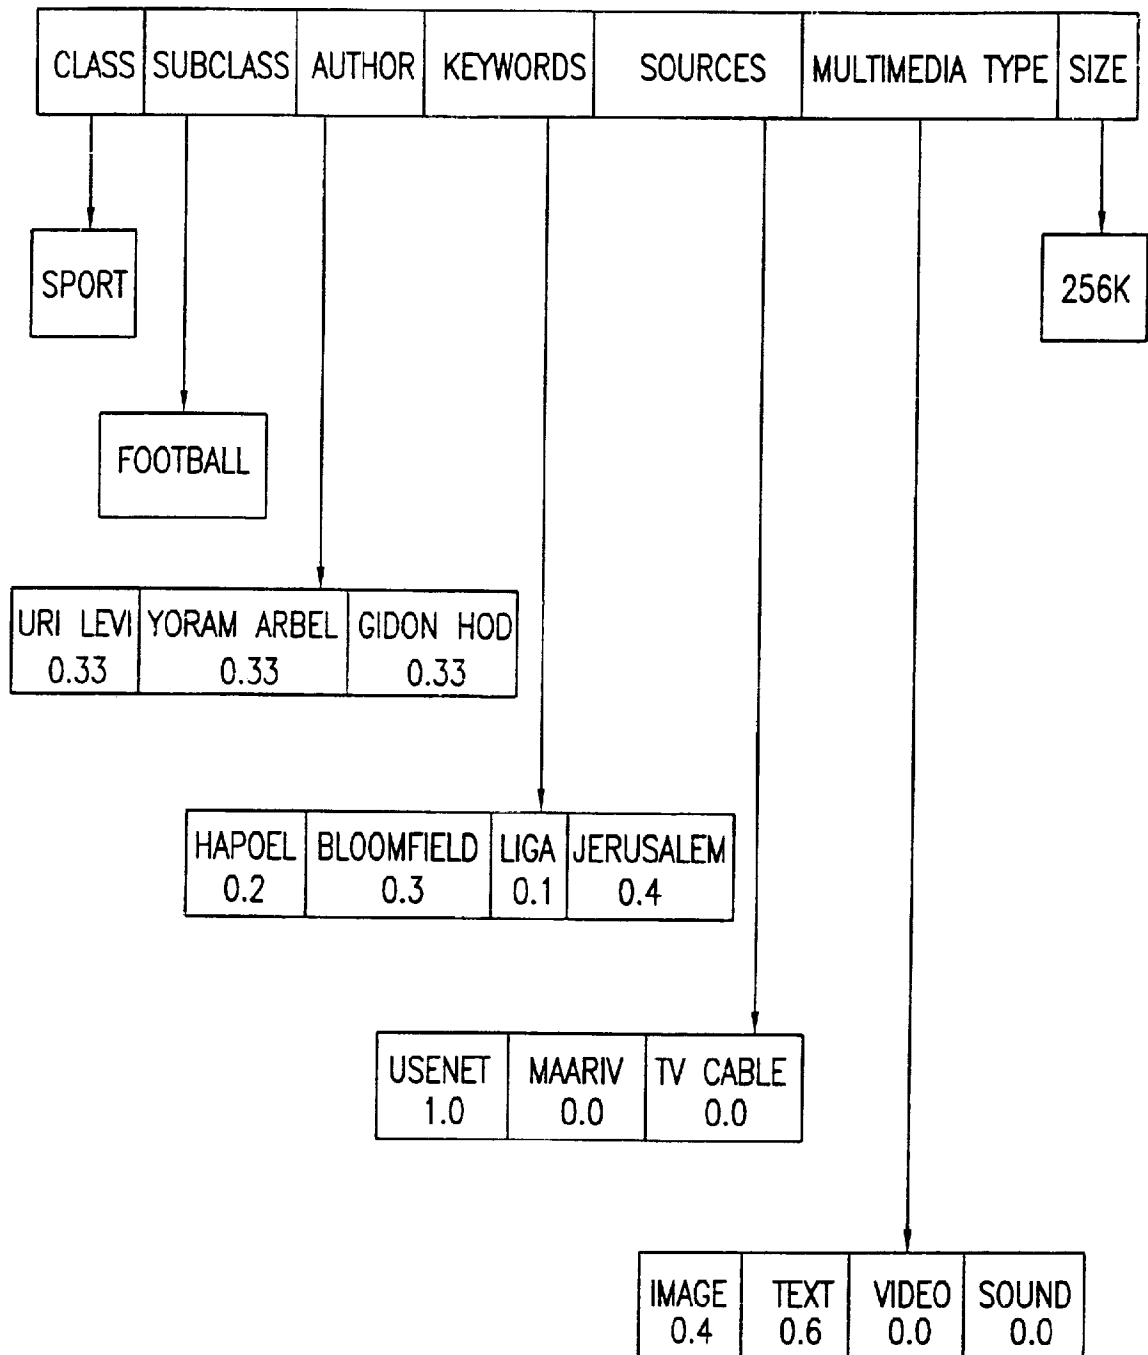 CLASS SUBCLASS AUTHOR KEYWORDS SOURCES MULTIMEDIA TYPE SIZE
SPORT
256K
FOOTBALL
URI LEVI YORAM ARBEL GIDON HOD
0.33 0.33 0.33
HAPOEL BLOOMFIELD LIGA JERUSALEM
0.2 0.3 0.1 0.4
USENET MAARIV TV CABLE
1.0 0.0 0.0
IMAGE TEXT VIDEO SOUND
0.4 0.6 0.0 0.0